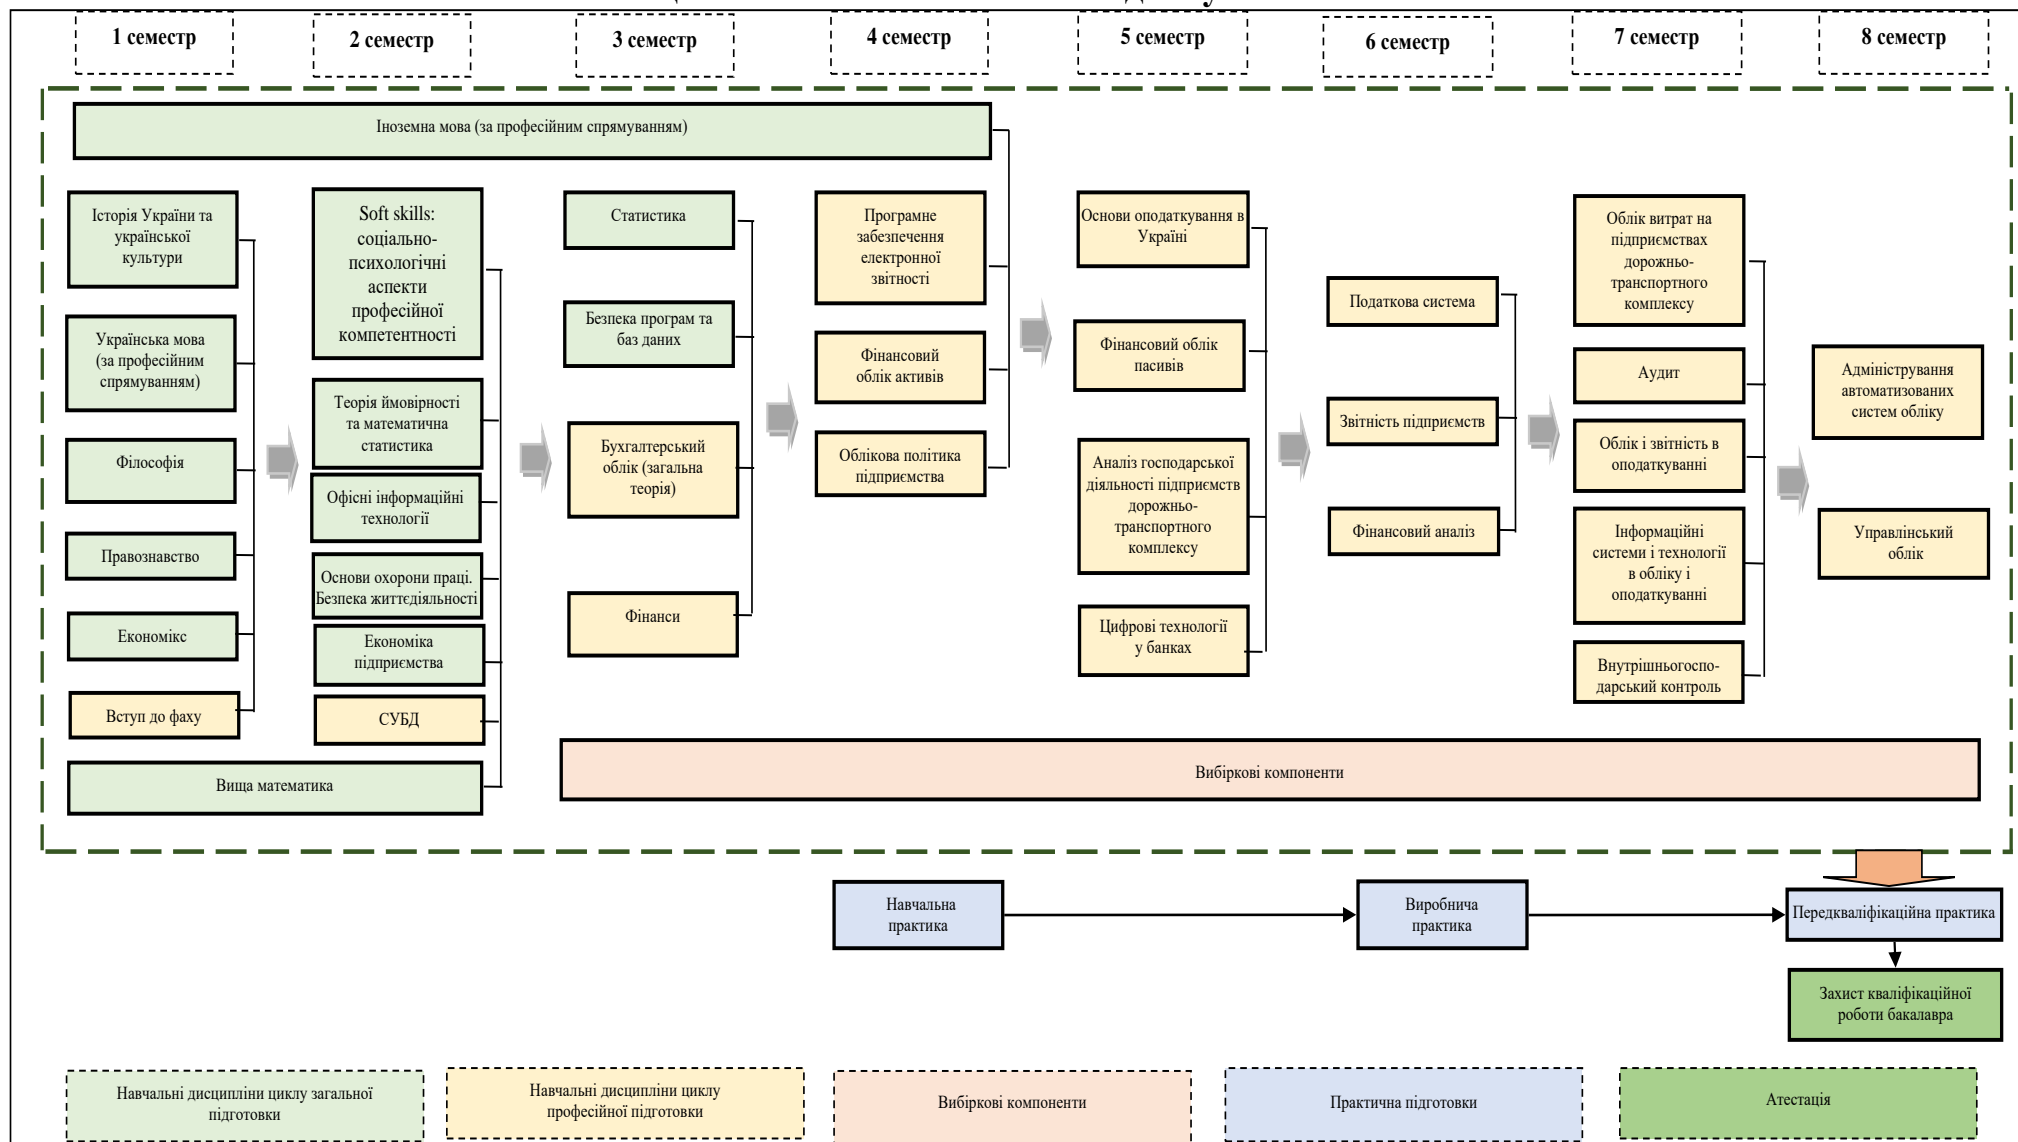 1 семестр
2 семестр
3 семестр
4 семестр
5 семестр
6 семестр
7 семестр
8 семестр
Іноземна мова (за професійним спрямуванням)
Історія України та
української
культури
Українська мова
(за професійним
спрямуванням)
Філософія
Правознавство
Економікс
Вступ до фаху
Вища математика
Soft skills:
соціально-
психологічні
аспекти
професійної
компетентності
Теорія ймовірності
та математична
статистика
Офісні інформаційні
технології
Основи охорони праці.
Безпека життєдіяльності
Економіка
підприємства
СУБД
Статистика
Безпека програм та
баз даних
Бухгалтерський
облік (загальна
теорія)
Фінанси
Програмне
забезпечення
електронної
звітності
Фінансовий
облік активів
Облікова політика
підприємства
Основи оподаткування в
Україні
Фінансовий облік
пасивів
Аналіз господарської
діяльності підприємств
дорожньо-
транспортного
комплексу
Цифрові технології
у банках
Податкова система
Звітність підприємств
Фінансовий аналіз
Облік витрат на
підприємствах
дорожньо-
транспортного
комплексу
Аудит
Облік і звітність в
оподаткуванні
Інформаційні
системи і технології
в обліку і
оподаткуванні
Внутрішньогоспо-
дарський контроль
Адміністрування
автоматизованих
систем обліку
Управлінський
облік
Вибіркові компоненти
Навчальна
практика
Виробнича
практика
Передкваліфікаційна практика
Захист кваліфікаційної
роботи бакалавра
Навчальні дисципліни циклу загальної
підготовки
Навчальні дисципліни циклу
професійної підготовки
Вибіркові компоненти
Практична підготовки
Атестація